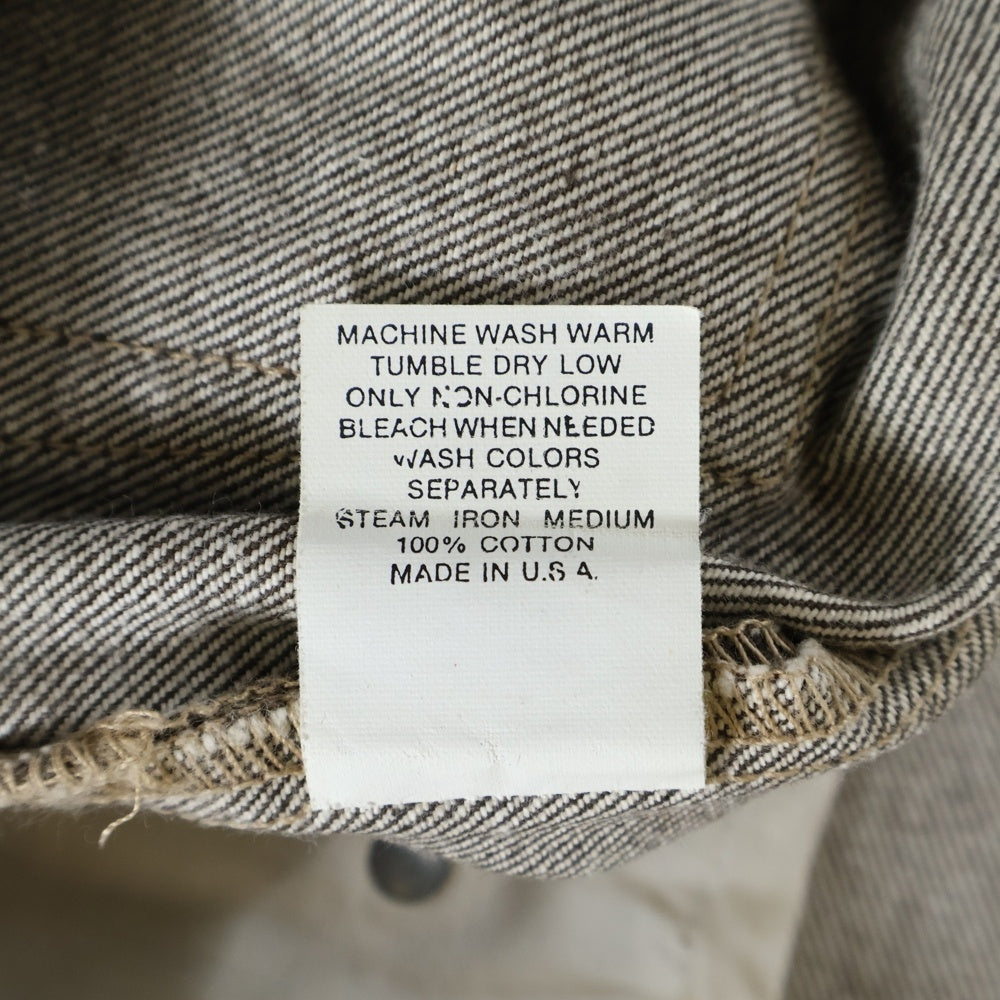 MACHINE WASH WARM
TUMBLE DRY LOW
ONLY NON-CHLORINE
BLEACH WHEN NEEDED
WASH COLORS
SEPARATELY
STEAM IRON MEDIUM
100% COTTON
MADE IN U.S A.